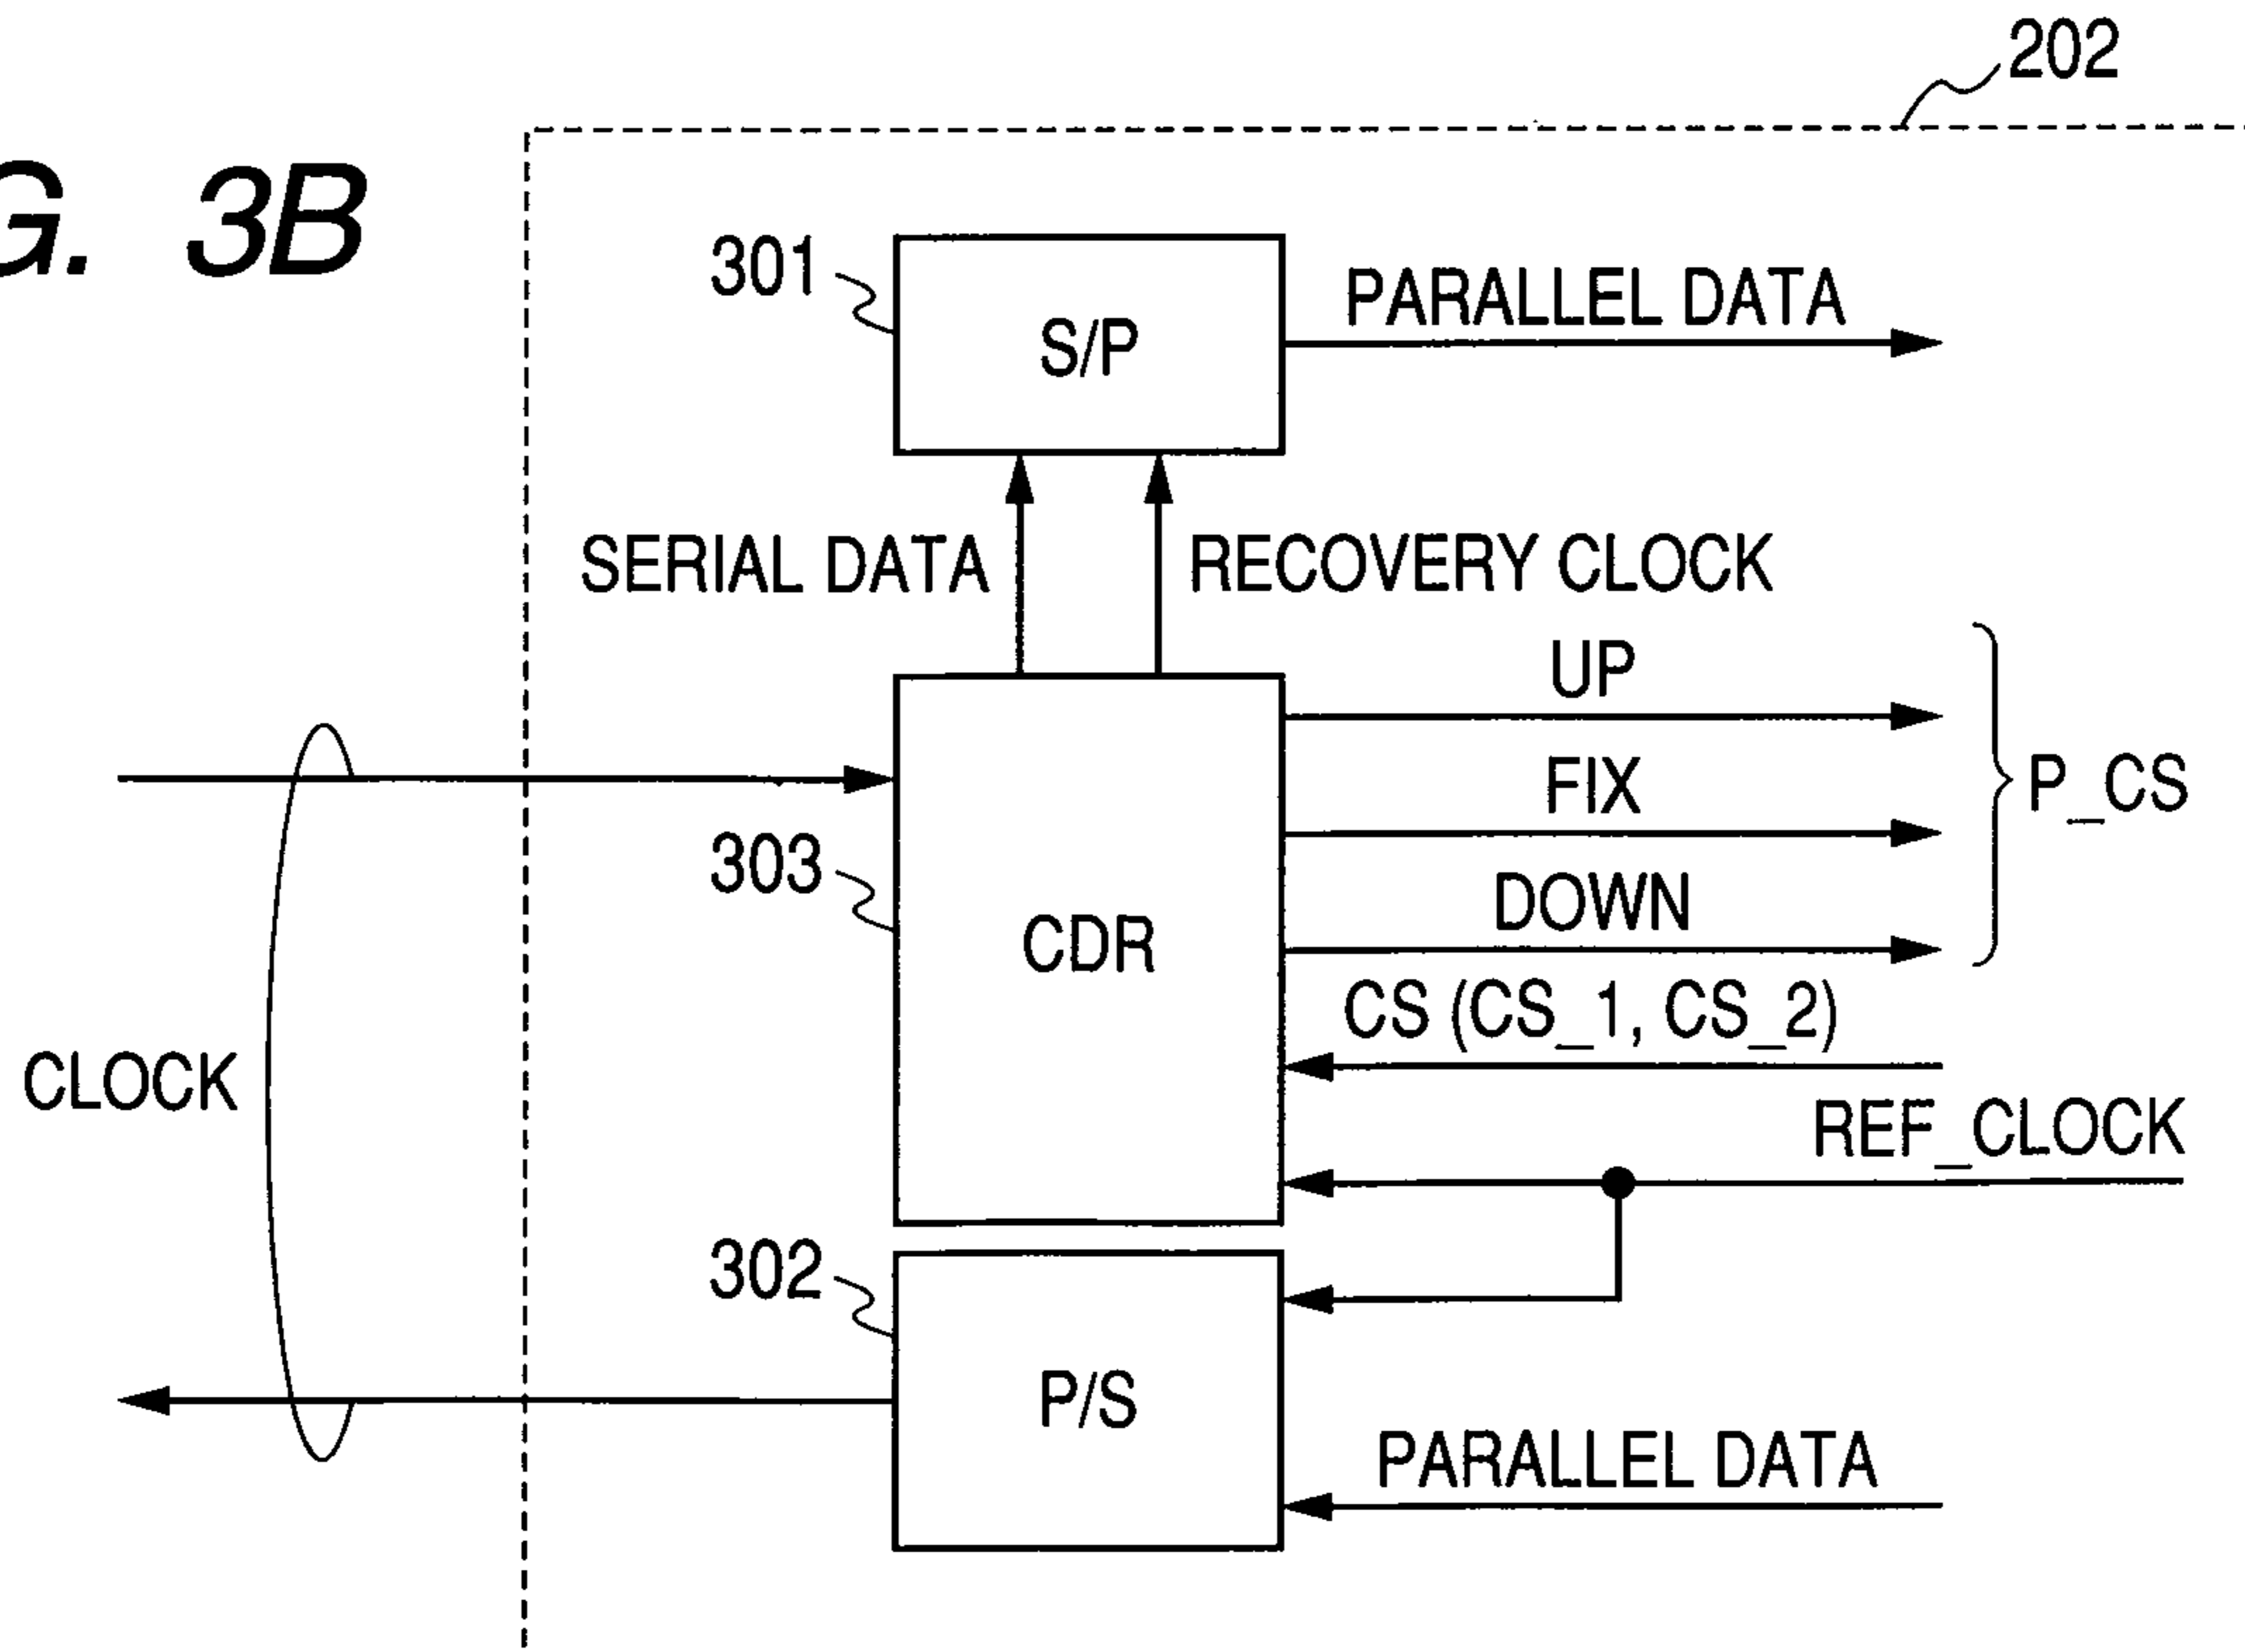 202
G. 3B
301
S/P
PARALLEL DATA
SERIAL DATA
RECOVERY CLOCK
UP
FIX
P_CS
303
CDR
DOWN
CS (CS_1, CS_2)
CLOCK
REF_CLOCK
302
P/S
PARALLEL DATA